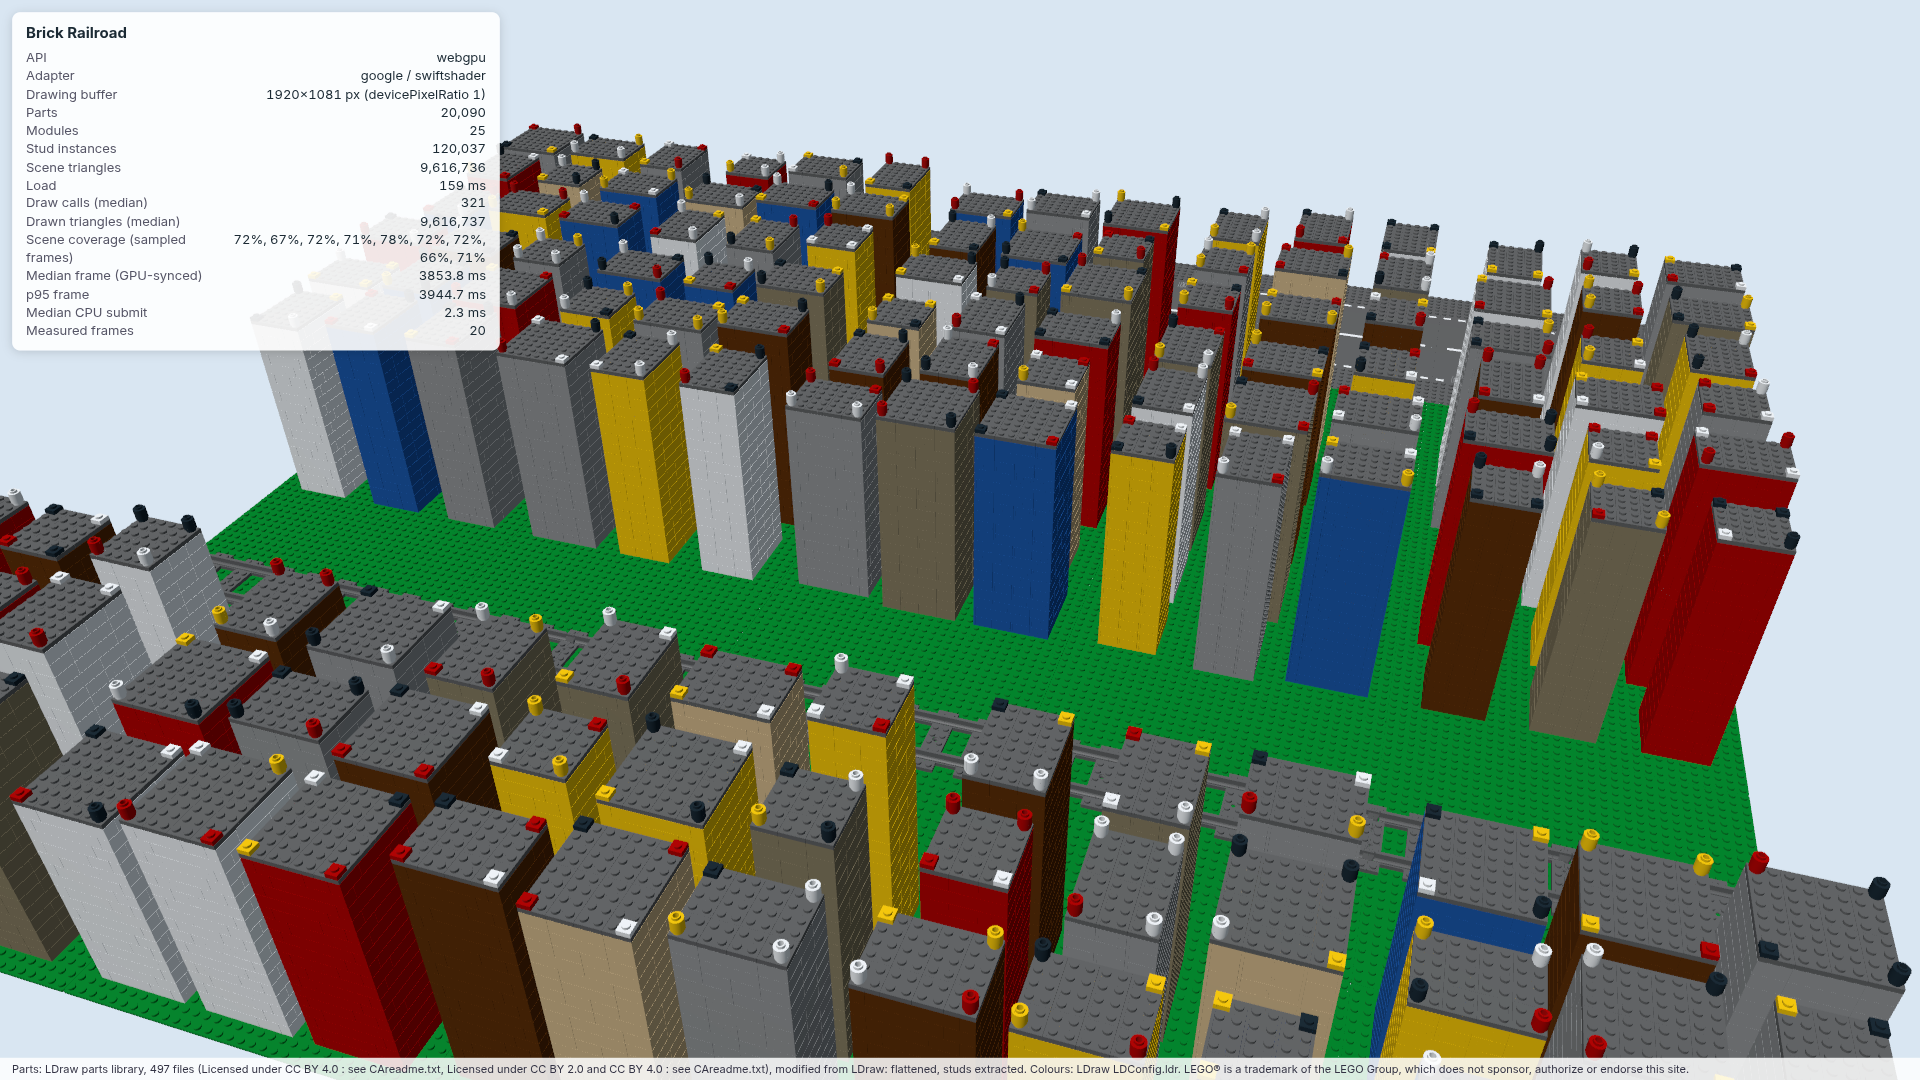 Brick Railroad
API webgpu
Adapter google / swiftshader
Drawing buffer 1920×1081 px (devicePixelRatio 1)
Parts 20,090
Modules 25
Stud instances 120,037
Scene triangles 9,616,736
Load 159 ms
Draw calls (median) 321
Drawn triangles (median) 9,616,737
Scene coverage (sampled frames) 72%, 67%, 72%, 71%, 78%, 72%, 72%, 66%, 71%
Median frame (GPU-synced) 3853.8 ms
p95 frame 3944.7 ms
Median CPU submit 2.3 ms
Measured frames 20
Parts: LDraw parts library, 497 files (Licensed under CC BY 4.0 : see CAreadme.txt, Licensed under CC BY 2.0 and CC BY 4.0 : see CAreadme.txt), modified from LDraw: flattened, studs extracted. Colours: LDraw LDConfig.ldr. LEGO® is a trademark of the LEGO Group, which does not sponsor, authorize or endorse this site.